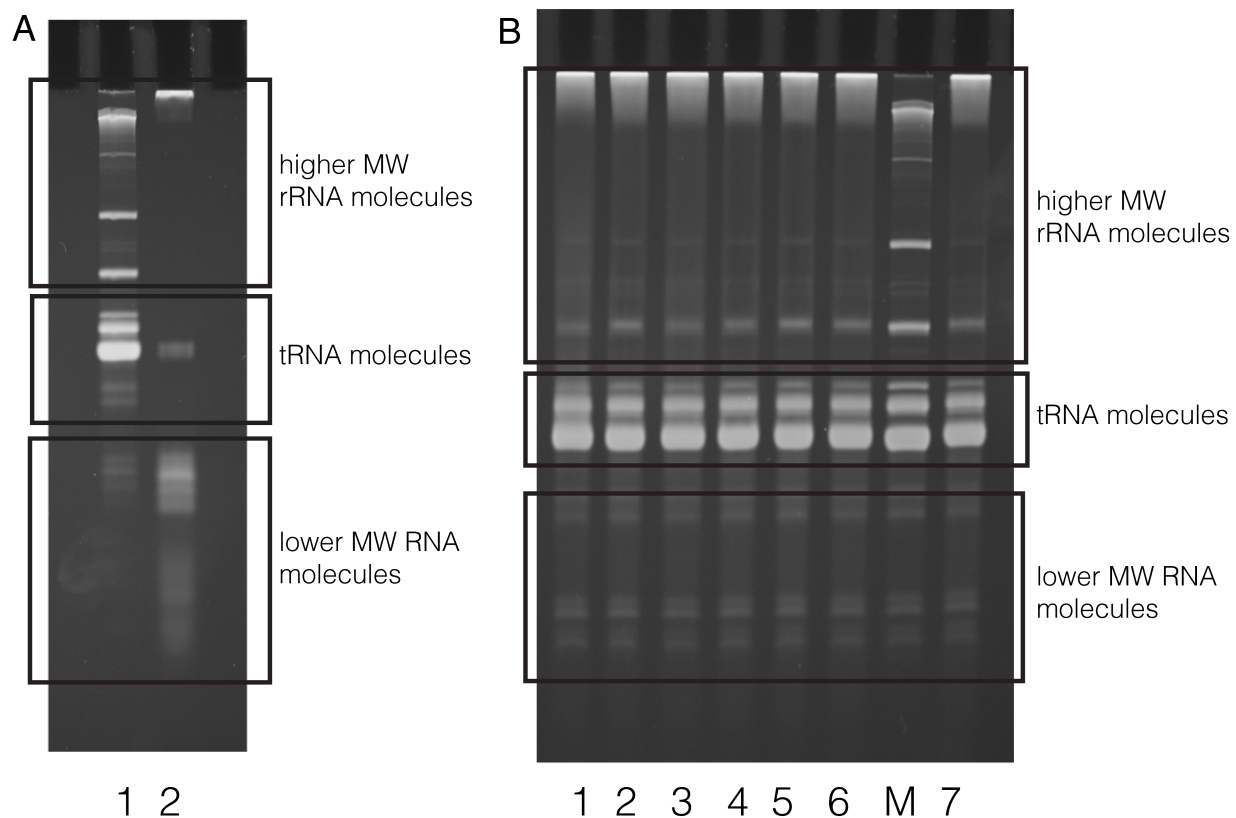 A
higher MW
rRNA molecules
tRNA molecules
lower MW RNA
molecules
1 2
B
higher MW
rRNA molecules
tRNA molecules
lower MW RNA
molecules
1 2 3 4 5 6 M 7